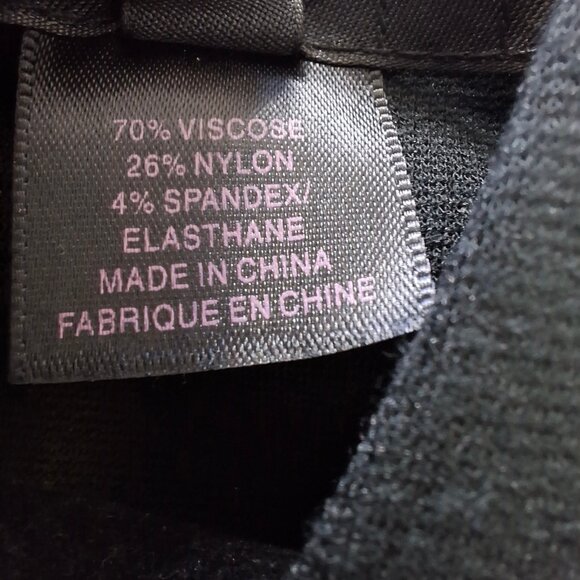 70% VISCOSE
26% NYLON
4% SPANDEX/
ELASTHANE
MADE IN CHINA
FABRIQUE EN CHINE